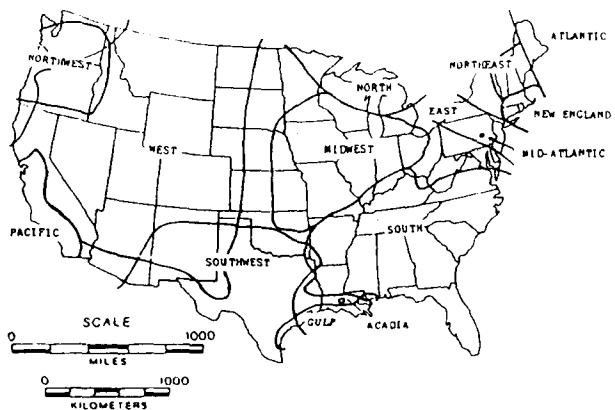 ATLANTIC
NORTHWEST
NORTHEAST
NORTH
EAST
NEW ENGLAND
WEST
MIDWEST
MID-ATLANTIC
PACIFIC
SOUTH
SOUTHWEST
SCALE
GULF
ACADIA
0 1000
MILES
0 1000
KILOMETERS